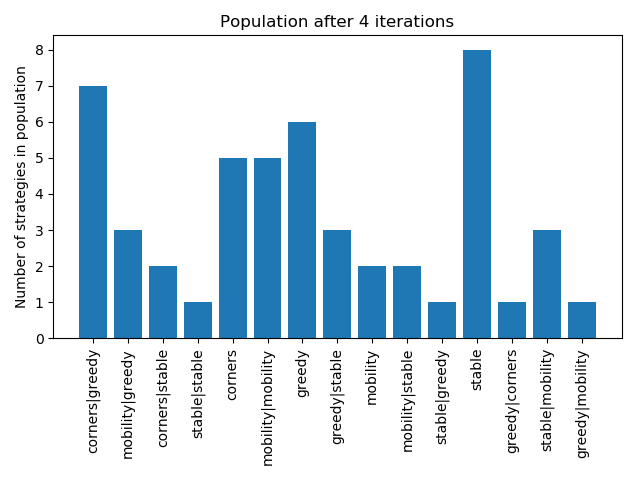 Population after 4 iterations
Number of strategies in population
8
7
6
5
4
3
2
1
0
corners|greedy
mobility|greedy
corners|stable
stable|stable
corners
mobility|mobility
greedy
greedy|stable
mobility
mobility|stable
stable|greedy
stable
greedy|corners
stable|mobility
greedy|mobility